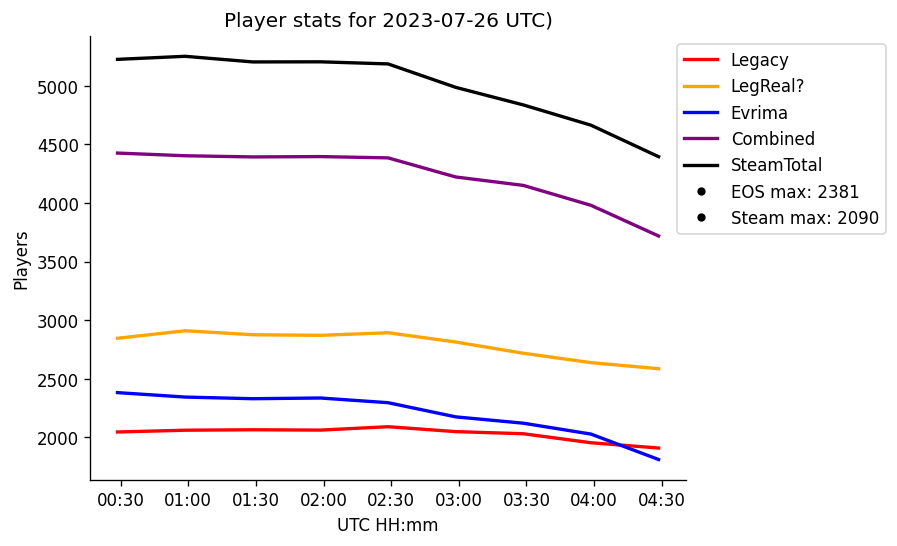 Player stats for 2023-07-26 UTC)
Legacy
LegReal?
Evrima
Combined
SteamTotal
EOS max: 2381
Steam max: 2090
Players
5000
4500
4000
3500
3000
2500
2000
00:30 01:00 01:30 02:00 02:30 03:00 03:30 04:00 04:30
UTC HH:mm